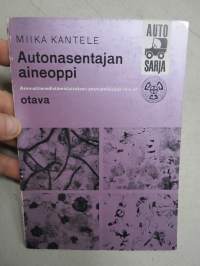 MIIKA KANTELE
AUTO
SARJA
Autonasentajan
aineoppi
otava